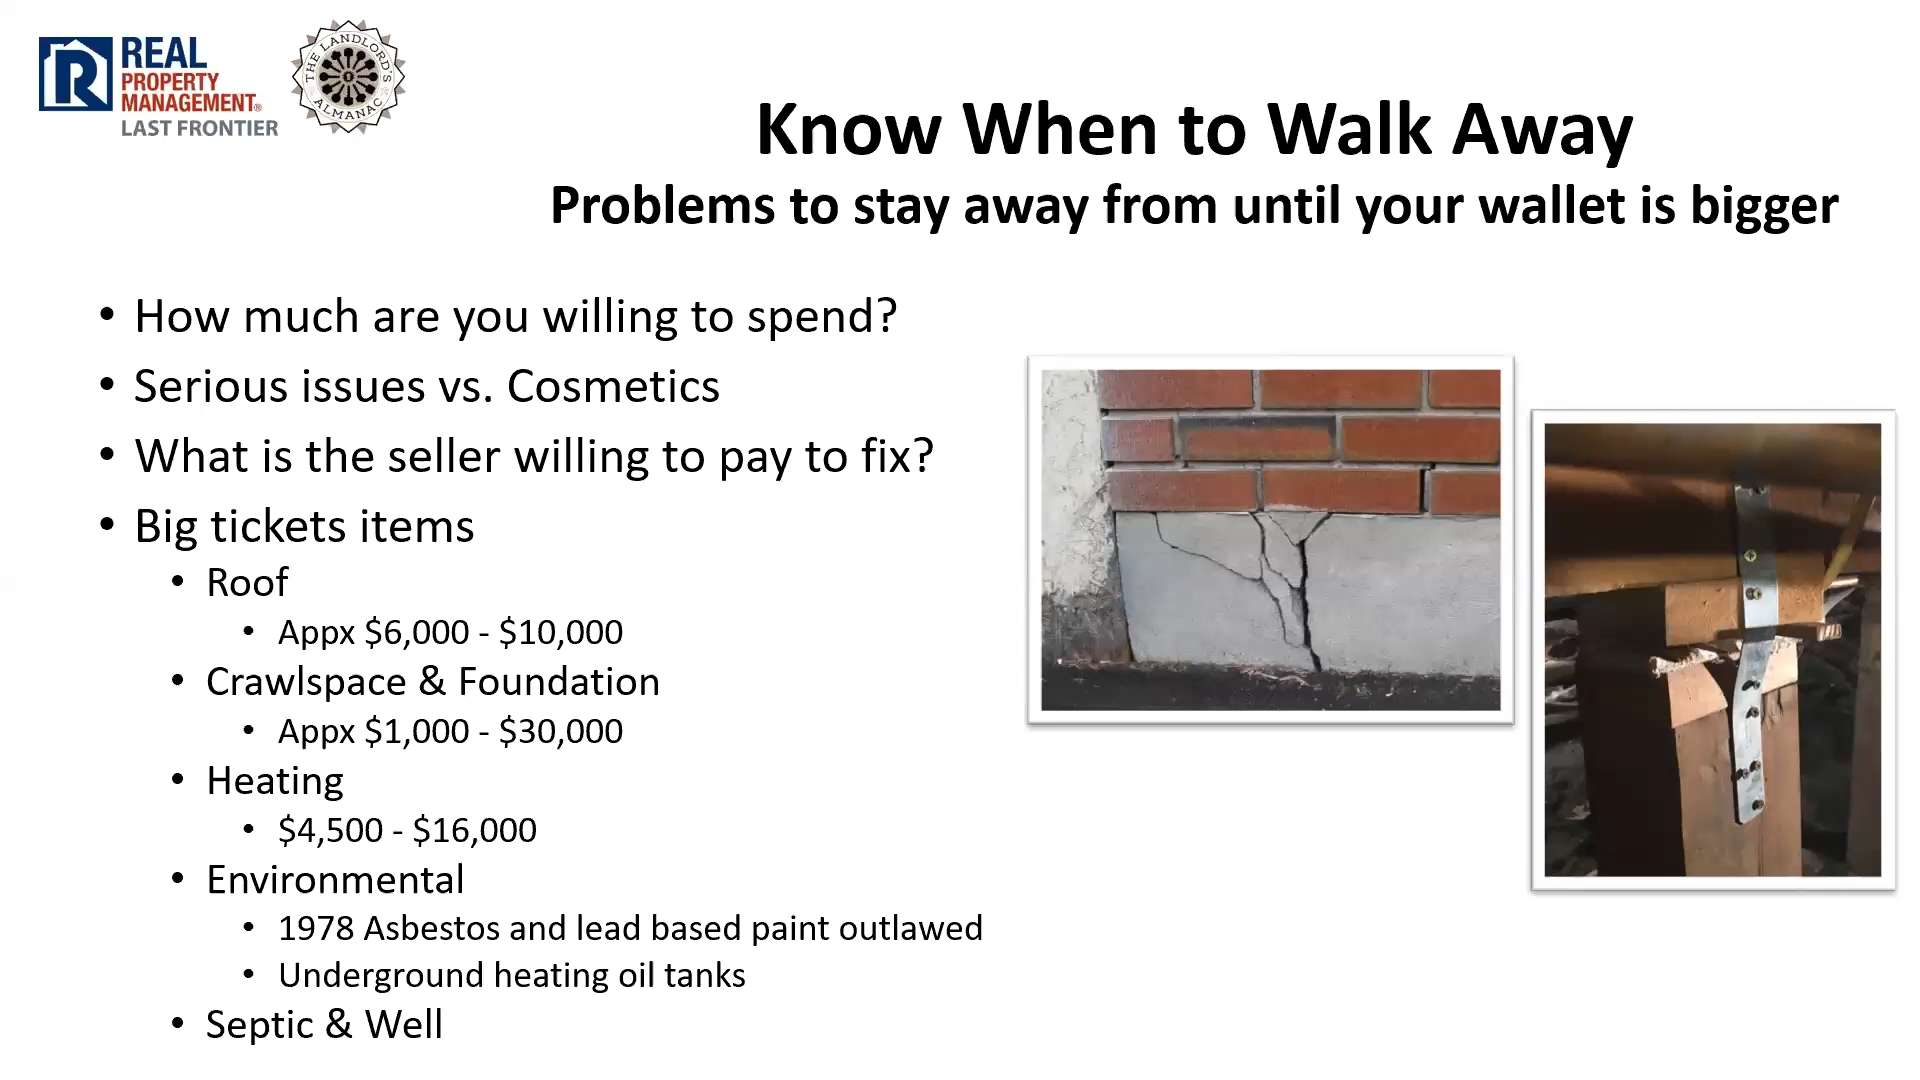 REAL
PROPERTY
MANAGEMENT®
LAST FRONTIER
THE LANDLORD'S
ALMANAC
Know When to Walk Away
Problems to stay away from until your wallet is bigger
• How much are you willing to spend?
• Serious issues vs. Cosmetics
• What is the seller willing to pay to fix?
• Big tickets items
• Roof
• Appx $6,000 - $10,000
• Crawlspace & Foundation
• Appx $1,000 - $30,000
• Heating
• $4,500 - $16,000
• Environmental
• 1978 Asbestos and lead based paint outlawed
• Underground heating oil tanks
• Septic & Well